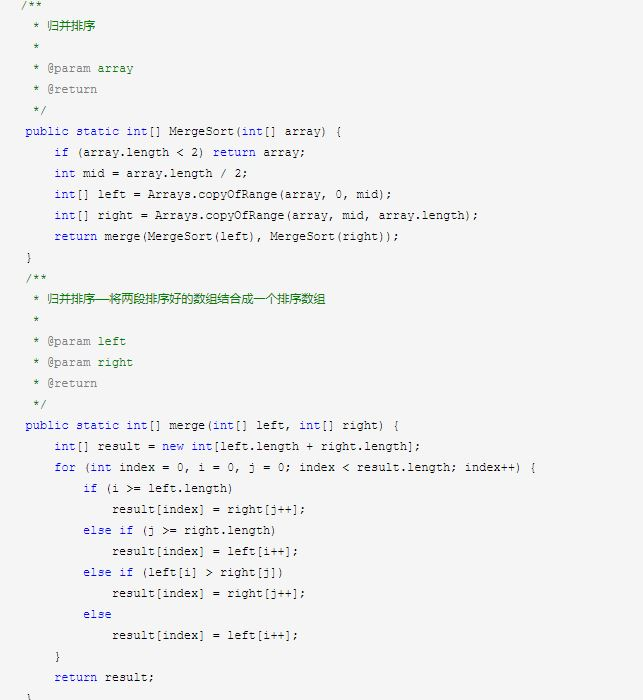 /**
 * 归并排序
 *
 * @param array
 * @return
 */
public static int[] MergeSort(int[] array) {
    if (array.length < 2) return array;
    int mid = array.length / 2;
    int[] left = Arrays.copyOfRange(array, 0, mid);
    int[] right = Arrays.copyOfRange(array, mid, array.length);
    return merge(MergeSort(left), MergeSort(right));
}
/**
 * 归并排序——将两段排序好的数组结合成一个排序数组
 *
 * @param left
 * @param right
 * @return
 */
public static int[] merge(int[] left, int[] right) {
    int[] result = new int[left.length + right.length];
    for (int index = 0, i = 0, j = 0; index < result.length; index++) {
        if (i >= left.length)
            result[index] = right[j++];
        else if (j >= right.length)
            result[index] = left[i++];
        else if (left[i] > right[j])
            result[index] = right[j++];
        else
            result[index] = left[i++];
    }
    return result;
}